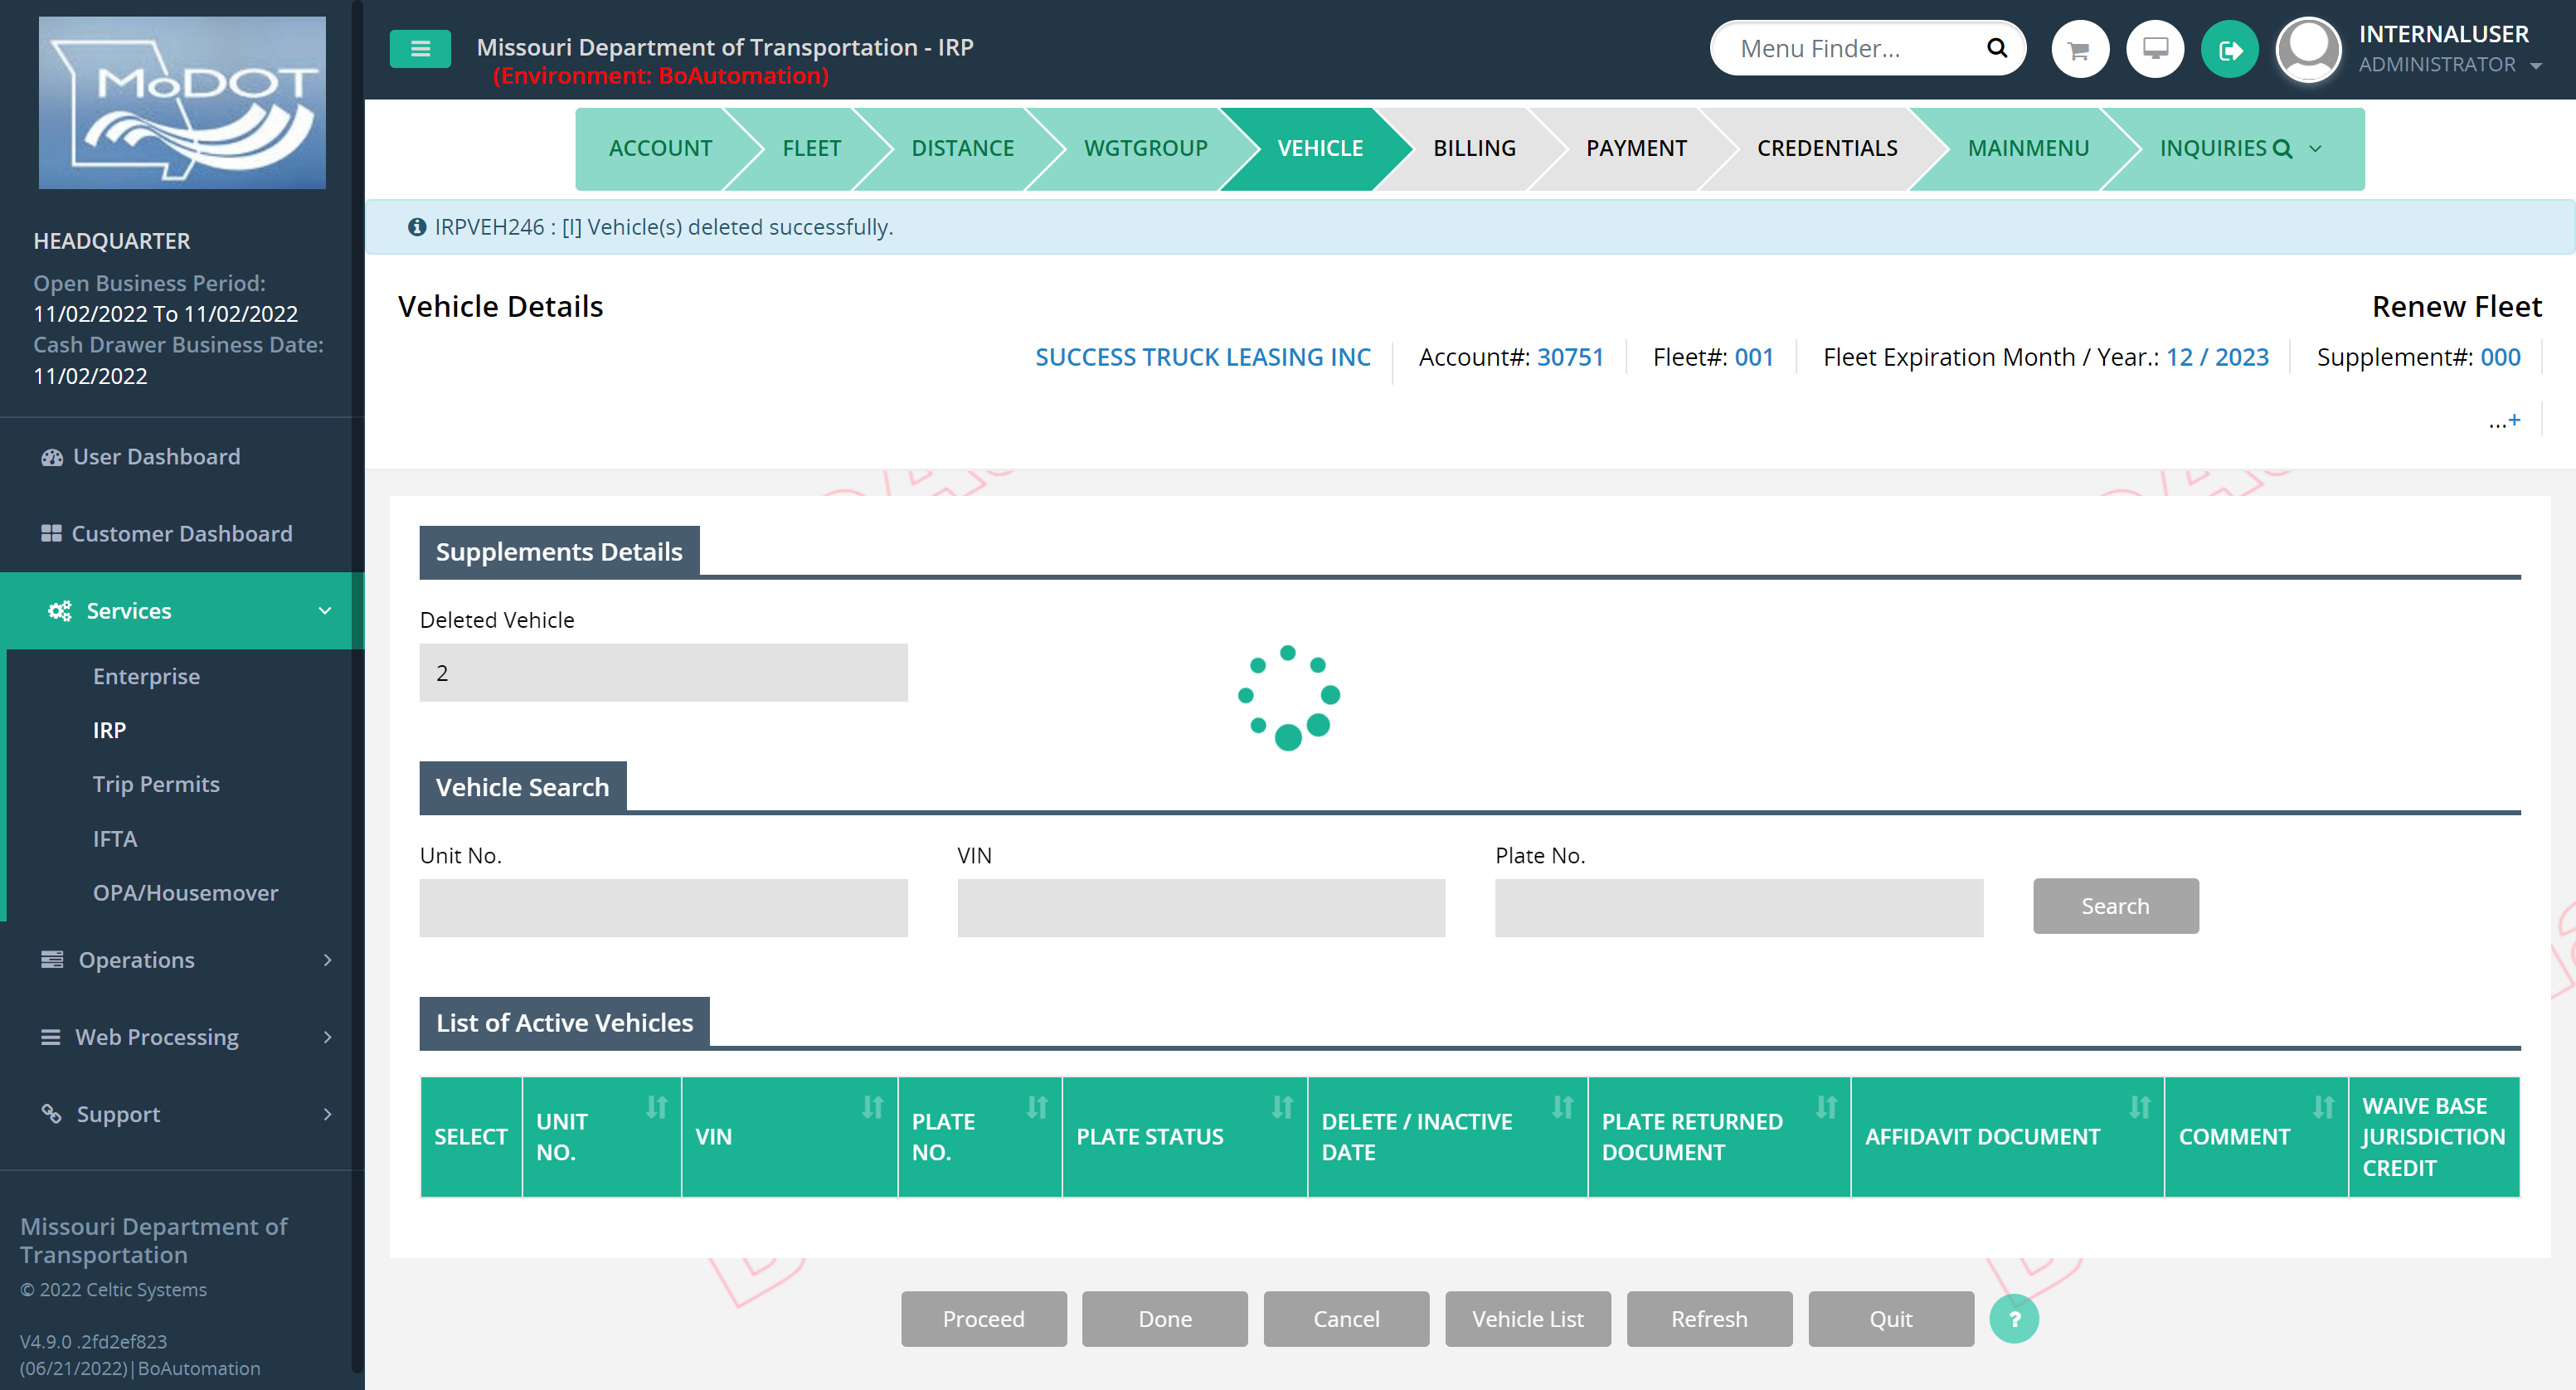 MoDOT
HEADQUARTER
Open Business Period:
11/02/2022 To 11/02/2022
Cash Drawer Business Date:
11/02/2022
User Dashboard
Customer Dashboard
Services
Enterprise
IRP
Trip Permits
IFTA
OPA/Housemover
Operations
Web Processing
Support
Missouri Department of
Transportation
© 2022 Celtic Systems
V4.9.0 .2fd2ef823
(06/21/2022)|BoAutomation
Missouri Department of Transportation - IRP
(Environment: BoAutomation)
Menu Finder...
INTERNALUSER
ADMINISTRATOR
ACCOUNT FLEET DISTANCE WGTGROUP VEHICLE BILLING PAYMENT CREDENTIALS MAINMENU INQUIRIES
IRPVEH246 : [I] Vehicle(s) deleted successfully.
Vehicle Details Renew Fleet
SUCCESS TRUCK LEASING INC Account#: 30751 Fleet#: 001 Fleet Expiration Month / Year.: 12 / 2023 Supplement#: 000
...+
Supplements Details
Deleted Vehicle
2
Vehicle Search
Unit No. VIN Plate No.
Search
List of Active Vehicles
SELECT UNIT NO. VIN PLATE NO. PLATE STATUS DELETE / INACTIVE DATE PLATE RETURNED DOCUMENT AFFIDAVIT DOCUMENT COMMENT WAIVE BASE JURISDICTION CREDIT
Proceed Done Cancel Vehicle List Refresh Quit ?